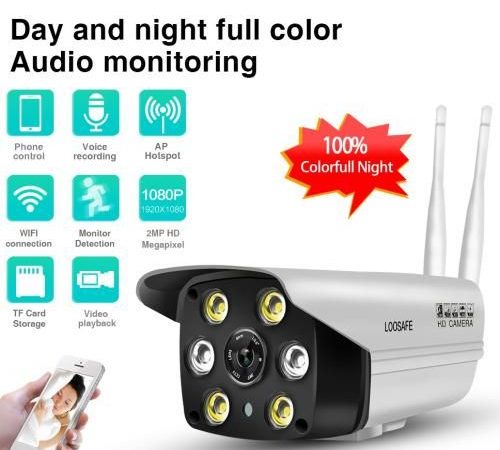 Day and night full color
Audio monitoring
Phone
control
Voice
recording
AP
Hotspot
100%
Colorfull Night
WIFI
connection
Monitor
Detection
1080P
1920X1080
2MP HD
Megapixel
TF Card
Storage
Video
playback
LOOSAFE
HD CAMERA